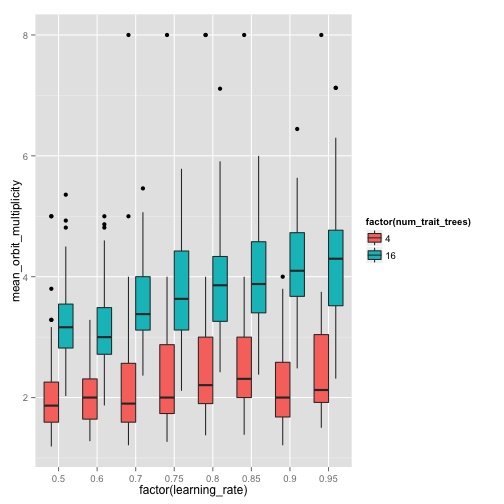 8
6
4
2
mean_orbit_multiplicity
0.5 0.6 0.7 0.75 0.8 0.85 0.9 0.95
factor(learning_rate)
factor(num_trait_trees)
4
16